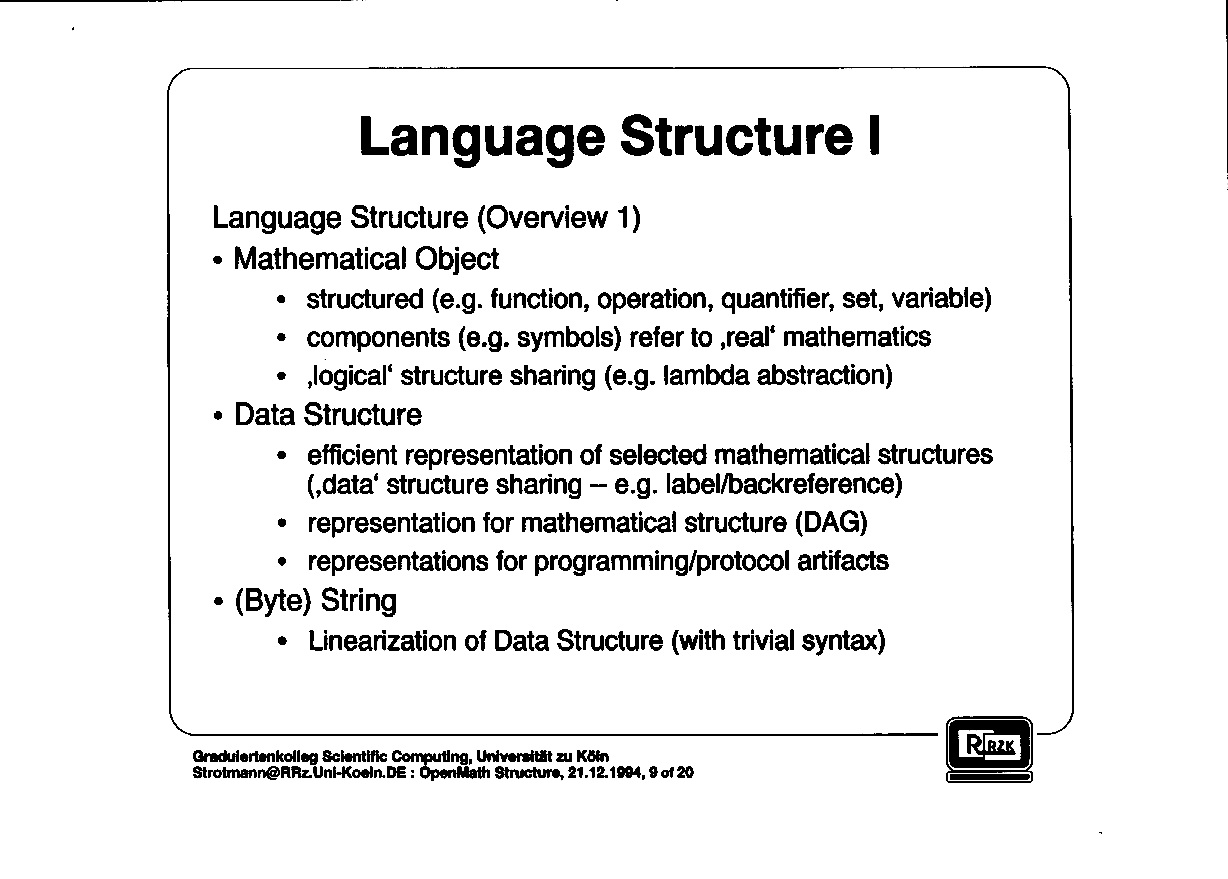 Language Structure I
Language Structure (Overview 1)
• Mathematical Object
• structured (e.g. function, operation, quantifier, set, variable)
• components (e.g. symbols) refer to ‚real‘ mathematics
• ‚logical‘ structure sharing (e.g. lambda abstraction)
• Data Structure
• efficient representation of selected mathematical structures
(‚data‘ structure sharing – e.g. label/backreference)
• representation for mathematical structure (DAG)
• representations for programming/protocol artifacts
• (Byte) String
• Linearization of Data Structure (with trivial syntax)
Graduiertenkolleg Scientific Computing, Universität zu Köln
Strotmann@RRz.Uni-Koeln.DE : OpenMath Structure, 21.12.1994, 9 of 20
R RZK